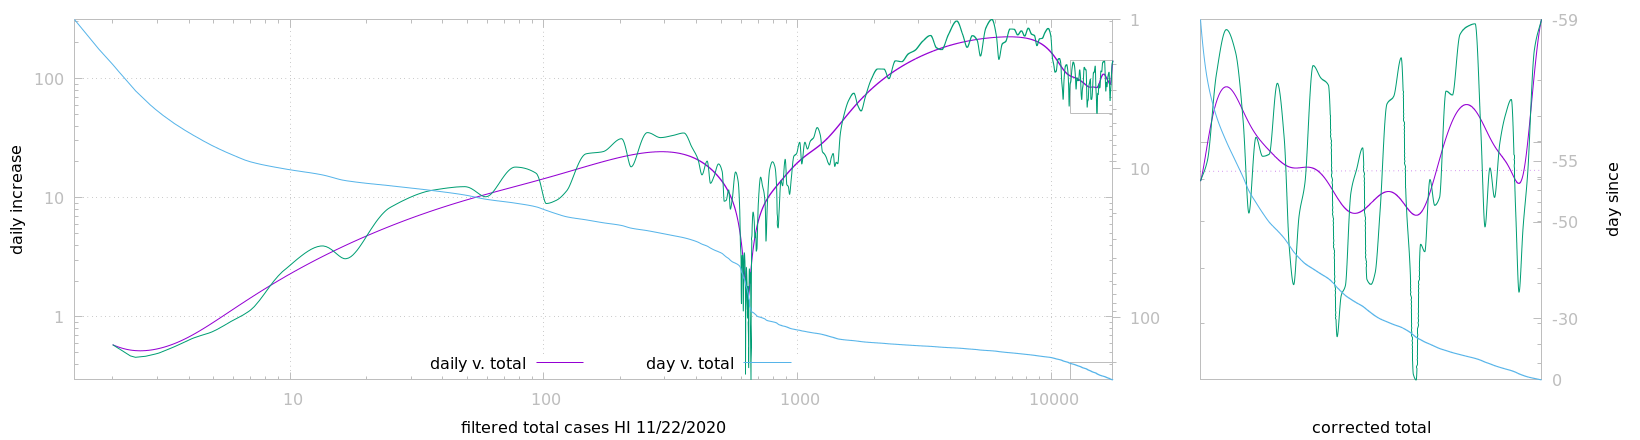 daily increase
100
10
1
10
100
1000
10000
1
10
100
daily v. total
day v. total
filtered total cases HI 11/22/2020
-59
-55
-50
-30
0
day since
corrected total